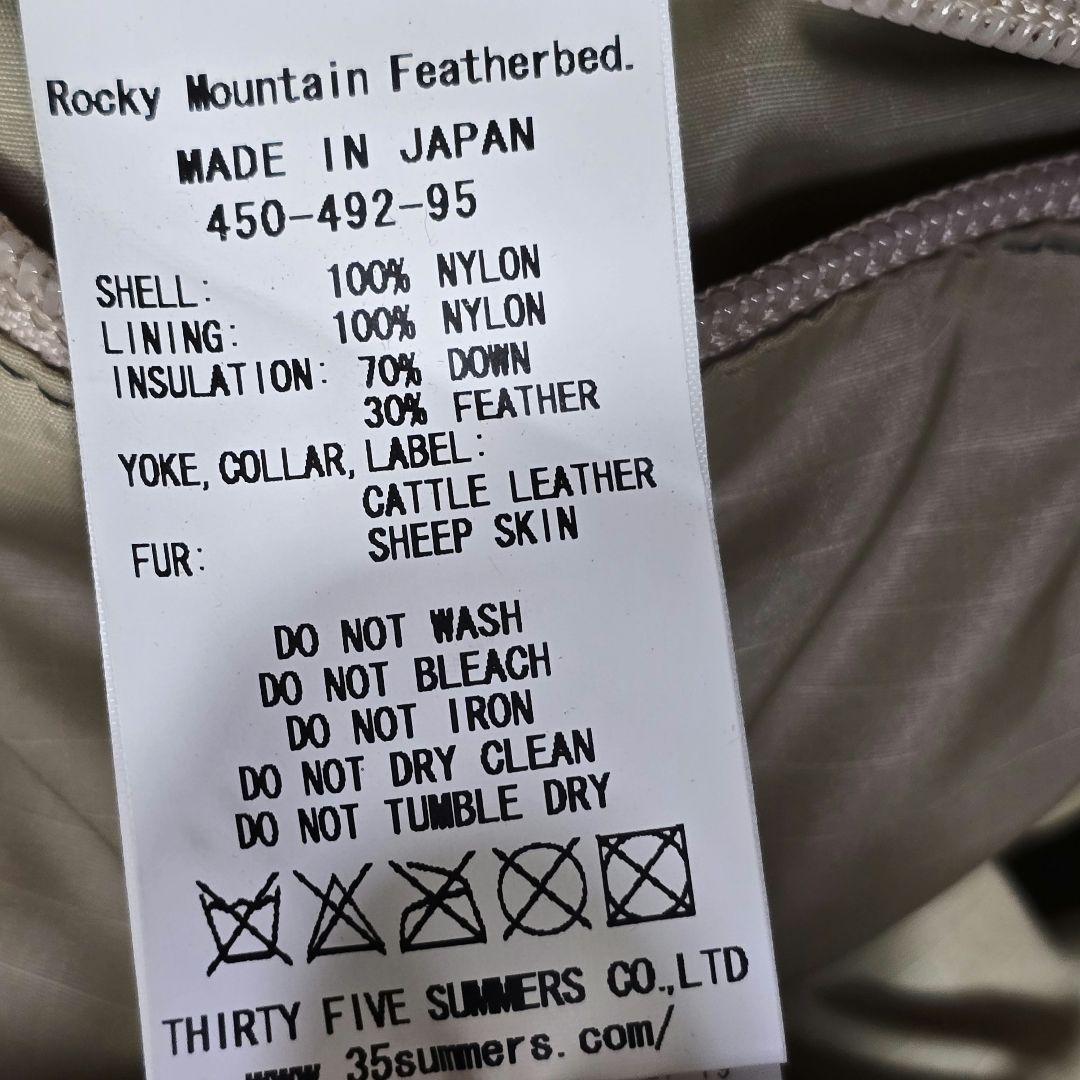 Rocky Mountain Featherbed.
MADE IN JAPAN
450-492-95
SHELL: 100% NYLON
LINING: 100% NYLON
INSULATION: 70% DOWN
30% FEATHER
YOKE, COLLAR, LABEL:
CATTLE LEATHER
FUR: SHEEP SKIN
DO NOT WASH
DO NOT BLEACH
DO NOT IRON
DO NOT DRY CLEAN
DO NOT TUMBLE DRY
THIRTY FIVE SUMMERS CO.,LTD
www.35summers.com/